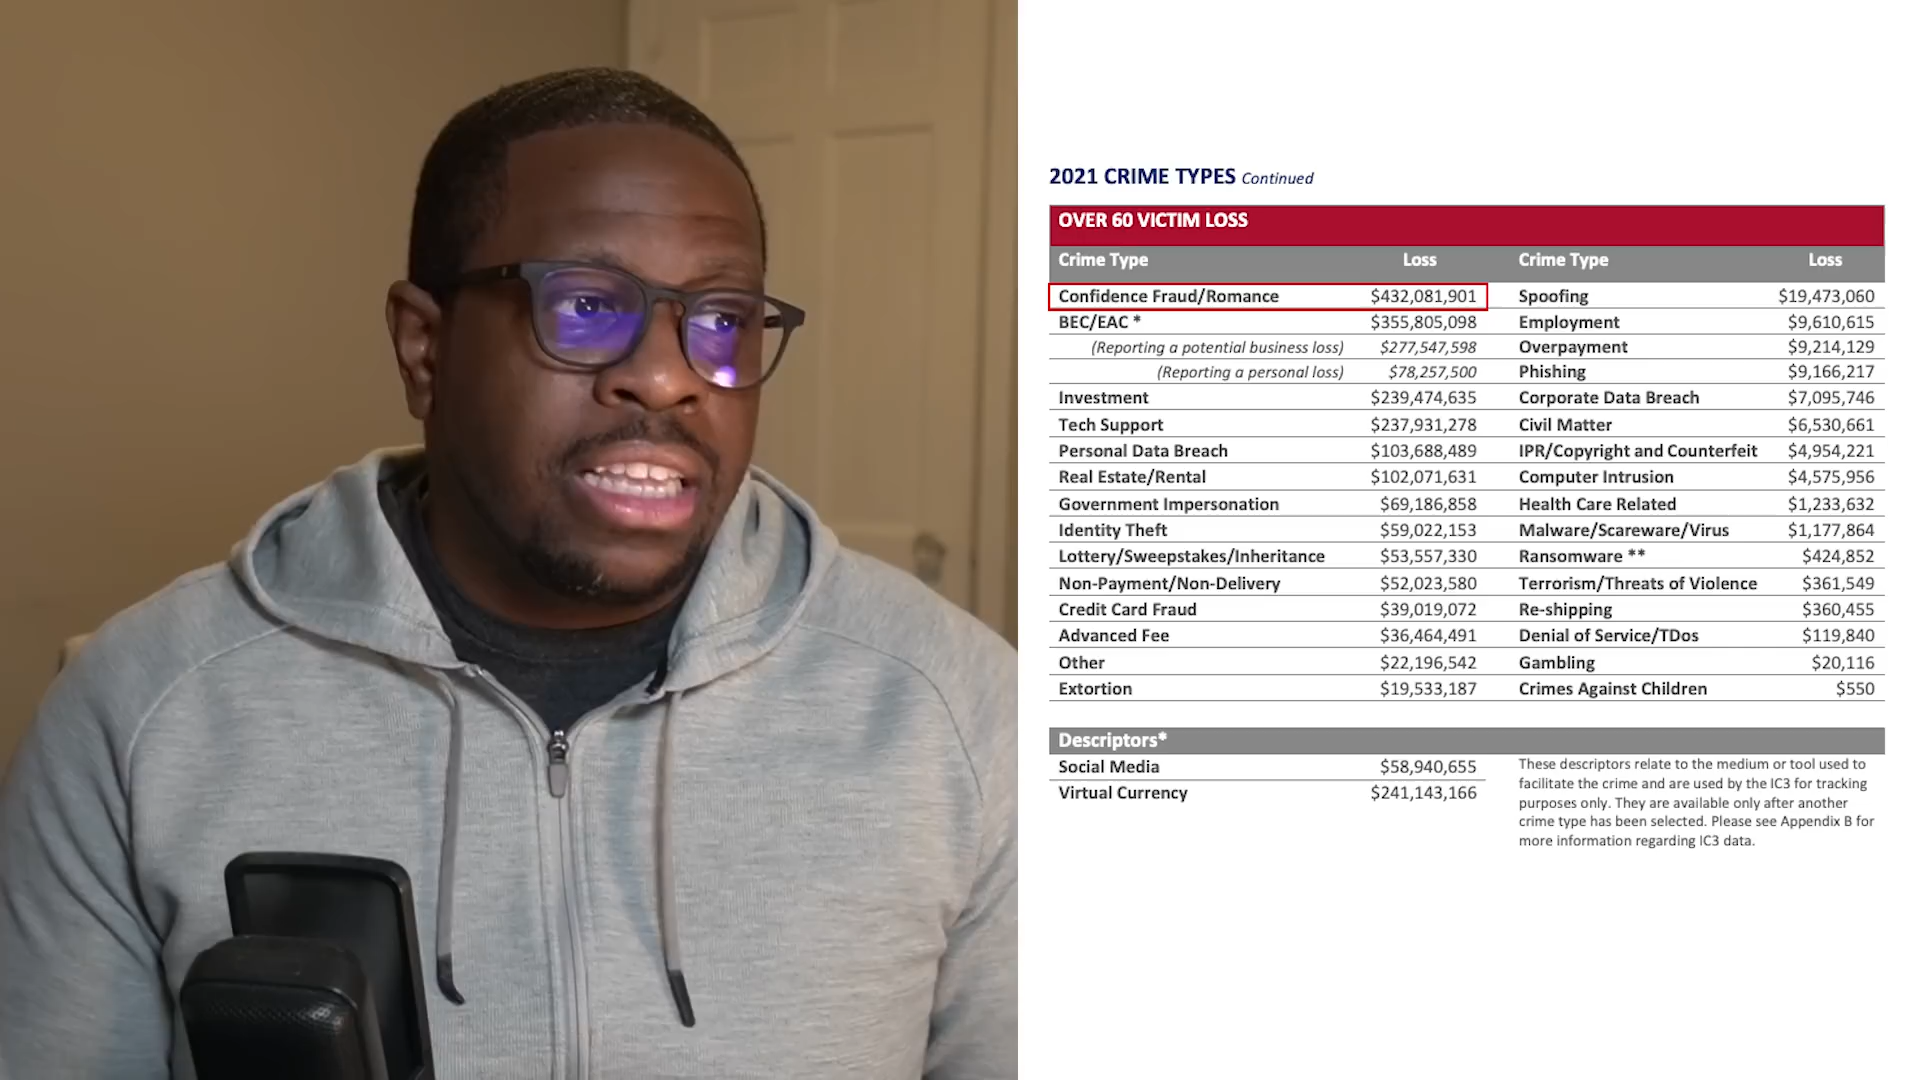 2021 CRIME TYPES Continued
OVER 60 VICTIM LOSS
Crime Type Loss Crime Type Loss
Confidence Fraud/Romance $432,081,901 Spoofing $19,473,060
BEC/EAC * $355,805,098 Employment $9,610,615
(Reporting a potential business loss) $277,547,598 Overpayment $9,214,129
(Reporting a personal loss) $78,257,500 Phishing $9,166,217
Investment $239,474,635 Corporate Data Breach $7,095,746
Tech Support $237,931,278 Civil Matter $6,530,661
Personal Data Breach $103,688,489 IPR/Copyright and Counterfeit $4,954,221
Real Estate/Rental $102,071,631 Computer Intrusion $4,575,956
Government Impersonation $69,186,858 Health Care Related $1,233,632
Identity Theft $59,022,153 Malware/Scareware/Virus $1,177,864
Lottery/Sweepstakes/Inheritance $53,557,330 Ransomware ** $424,852
Non-Payment/Non-Delivery $52,023,580 Terrorism/Threats of Violence $361,549
Credit Card Fraud $39,019,072 Re-shipping $360,455
Advanced Fee $36,464,491 Denial of Service/TDos $119,840
Other $22,196,542 Gambling $20,116
Extortion $19,533,187 Crimes Against Children $550
Descriptors*
Social Media $58,940,655
Virtual Currency $241,143,166
These descriptors relate to the medium or tool used to
facilitate the crime and are used by the IC3 for tracking
purposes only. They are available only after another
crime type has been selected. Please see Appendix B for
more information regarding IC3 data.